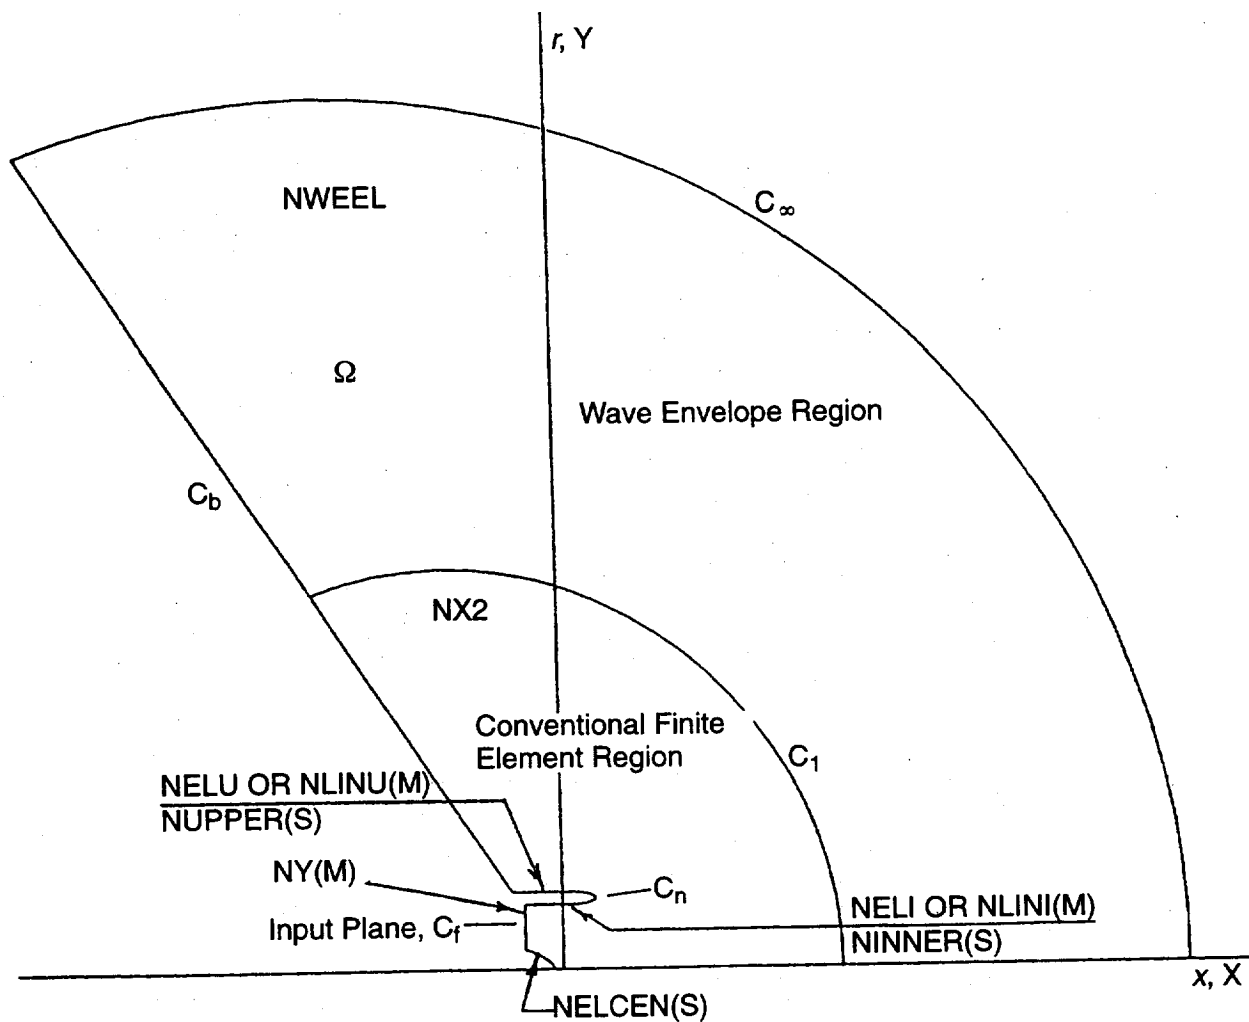 r, Y
NWEEL
C∞
Ω
Wave Envelope Region
Cb
NX2
Conventional Finite
Element Region
C1
NELU OR NLINU(M)
NUPPER(S)
NY(M)
Cn
Input Plane, Cf
NELI OR NLINI(M)
NINNER(S)
x, X
NELCEN(S)